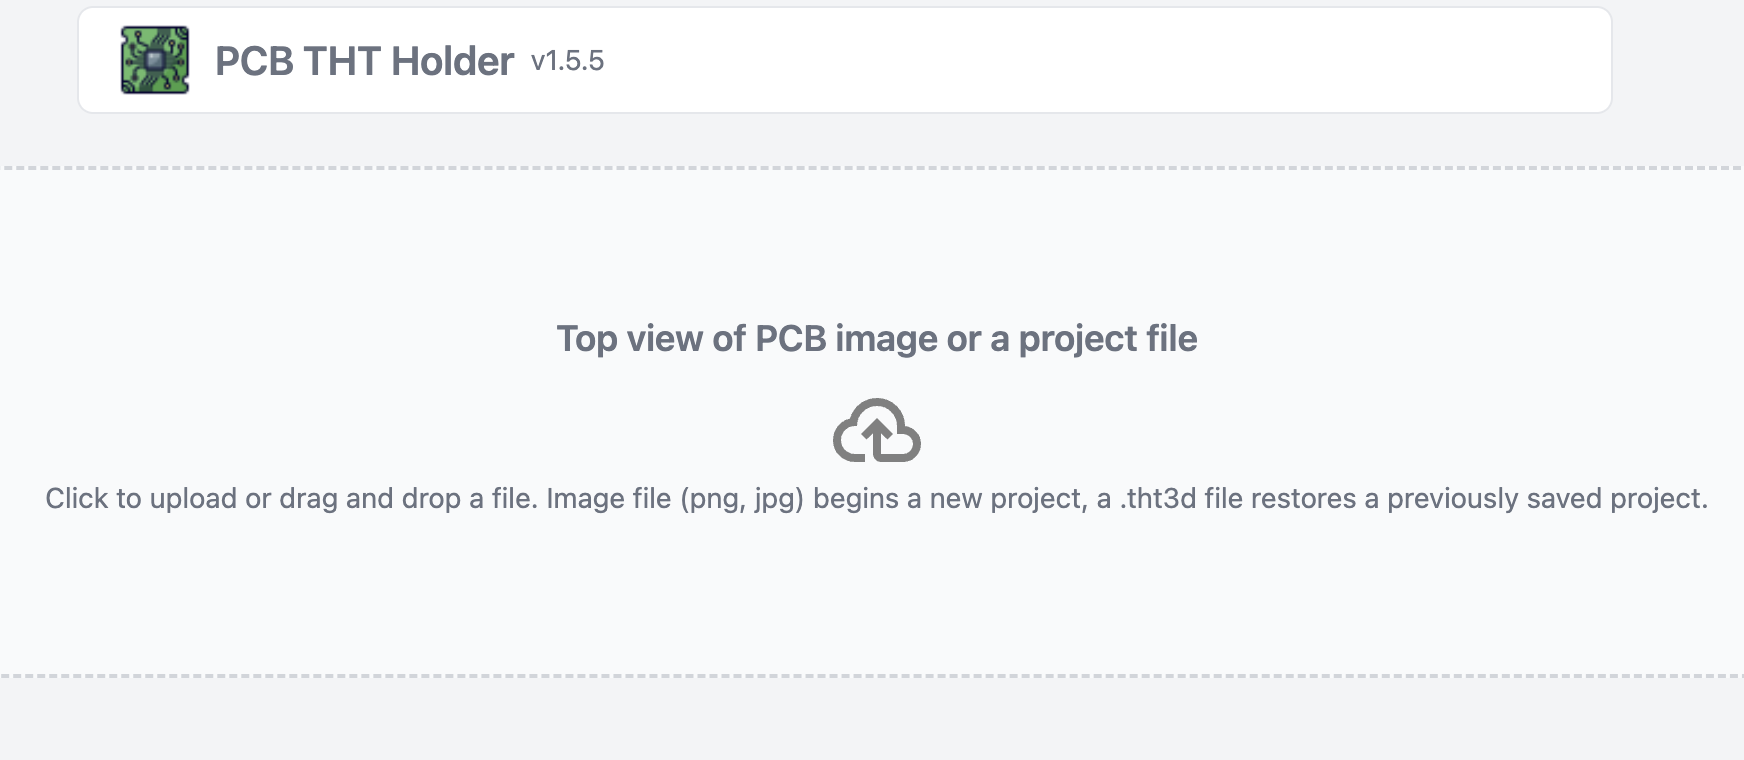 PCB THT Holder v1.5.5
Top view of PCB image or a project file
Click to upload or drag and drop a file. Image file (png, jpg) begins a new project, a .tht3d file restores a previously saved project.